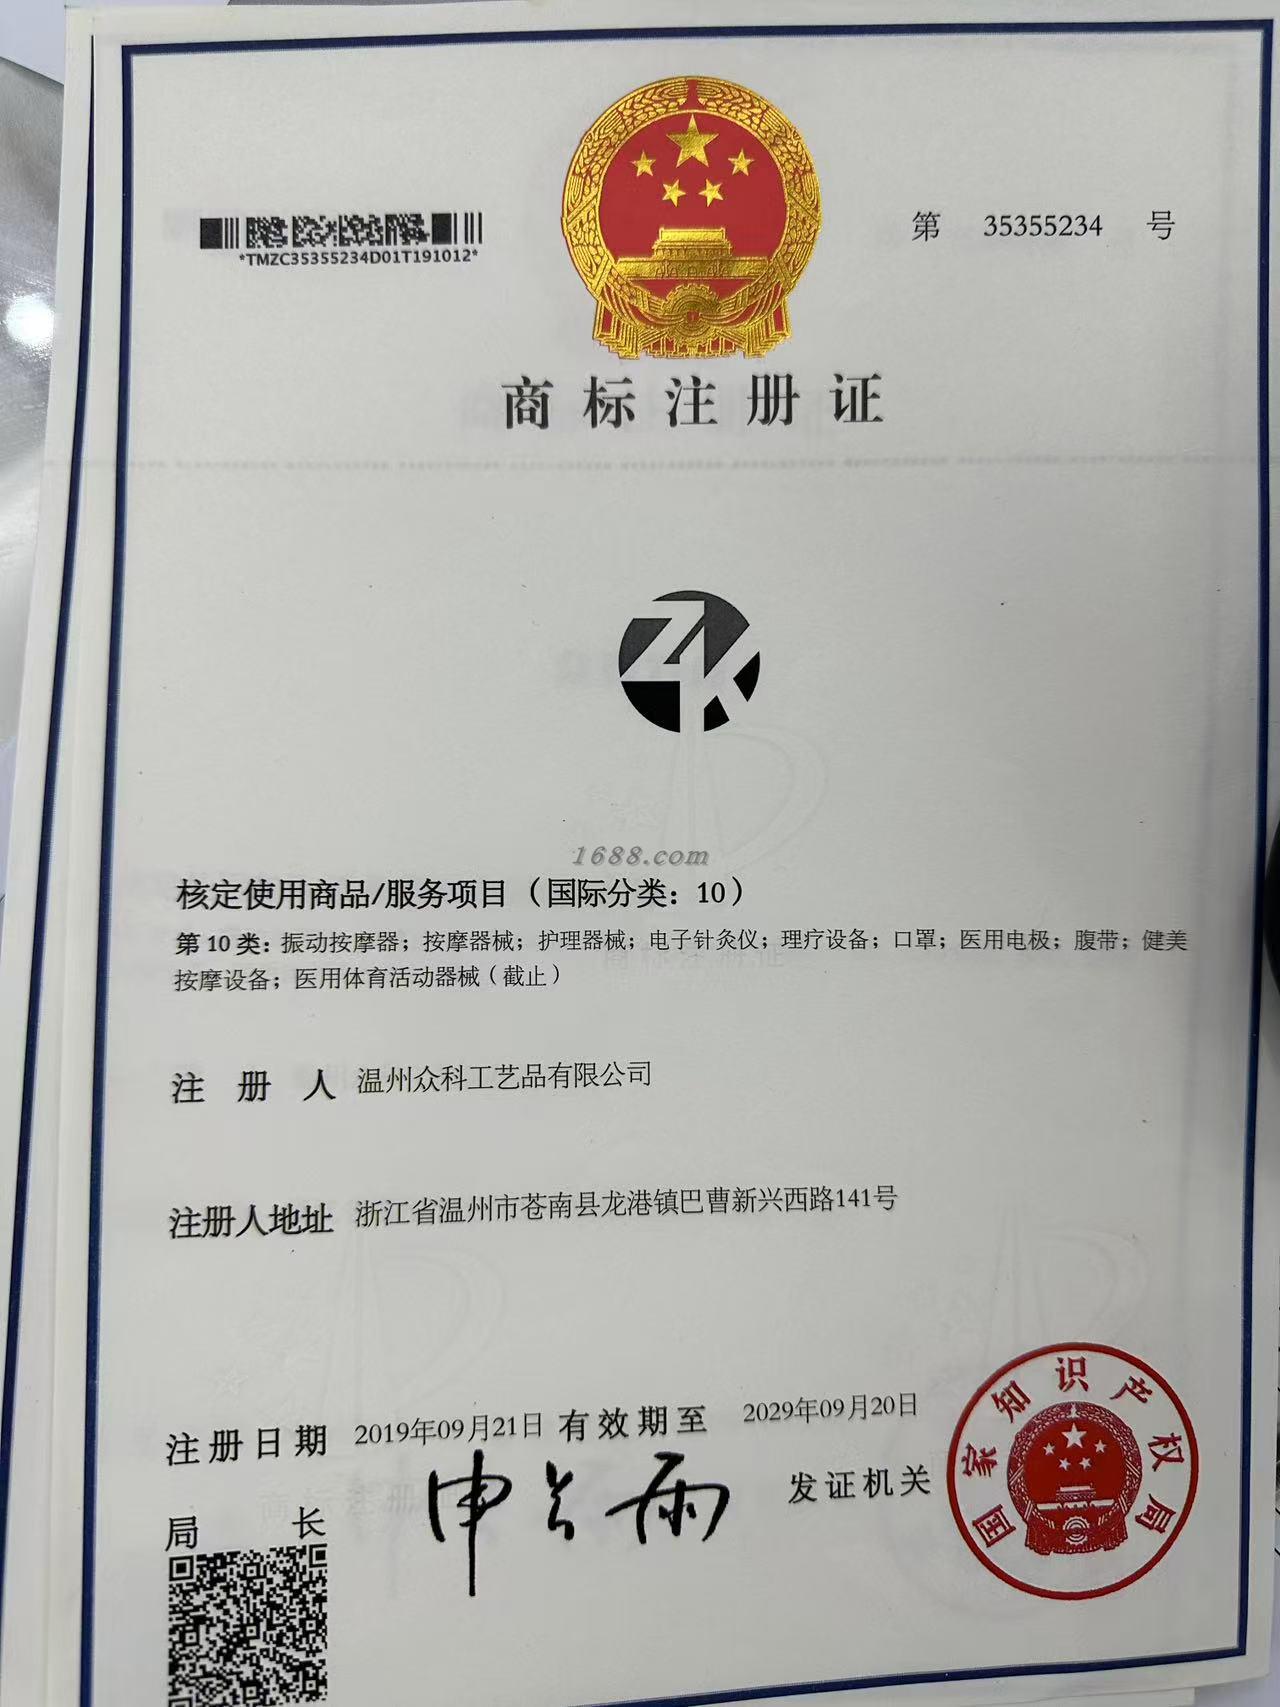 第 35355234 号
*TMZC35355234D01T191012*
商标注册证
ZK
1688.com
核定使用商品/服务项目（国际分类：10）
第 10 类：振动按摩器；按摩器械；护理器械；电子针灸仪；理疗设备；口罩；医用电极；腹带；健美
按摩设备；医用体育活动器械（截止）
注 册 人 温州众科工艺品有限公司
注册人地址 浙江省温州市苍南县龙港镇巴曹新兴西路141号
注册日期 2019年09月21日 有效期至 2029年09月20日
局 长 申长雨 发证机关
国家知识产权局